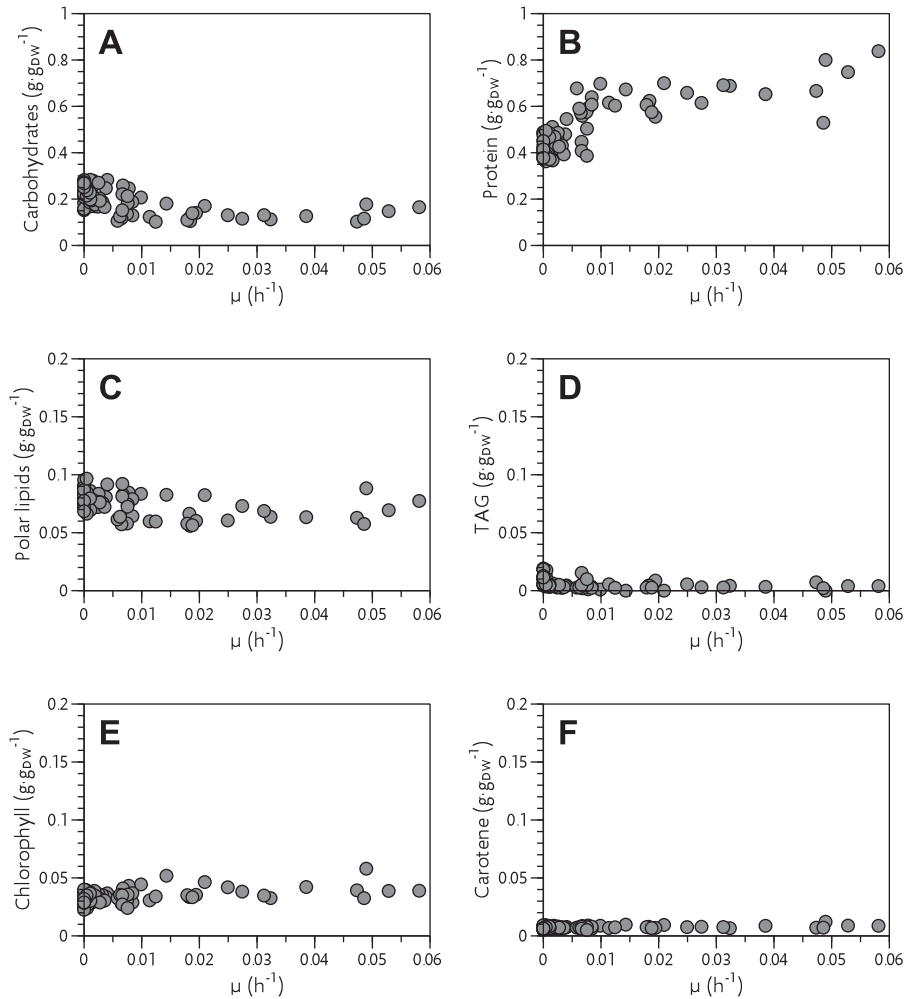 A
Carbohydrates (g·gDW⁻¹)
1
0.8
0.6
0.4
0.2
0
0 0.01 0.02 0.03 0.04 0.05 0.06
µ (h⁻¹)
B
Protein (g·gDW⁻¹)
1
0.8
0.6
0.4
0.2
0
0 0.01 0.02 0.03 0.04 0.05 0.06
µ (h⁻¹)
C
Polar lipids (g·gDW⁻¹)
0.2
0.15
0.1
0.05
0
0 0.01 0.02 0.03 0.04 0.05 0.06
µ (h⁻¹)
D
TAG (g·gDW⁻¹)
0.2
0.15
0.1
0.05
0
0 0.01 0.02 0.03 0.04 0.05 0.06
µ (h⁻¹)
E
Chlorophyll (g·gDW⁻¹)
0.2
0.15
0.1
0.05
0
0 0.01 0.02 0.03 0.04 0.05 0.06
µ (h⁻¹)
F
Carotene (g·gDW⁻¹)
0.2
0.15
0.1
0.05
0
0 0.01 0.02 0.03 0.04 0.05 0.06
µ (h⁻¹)